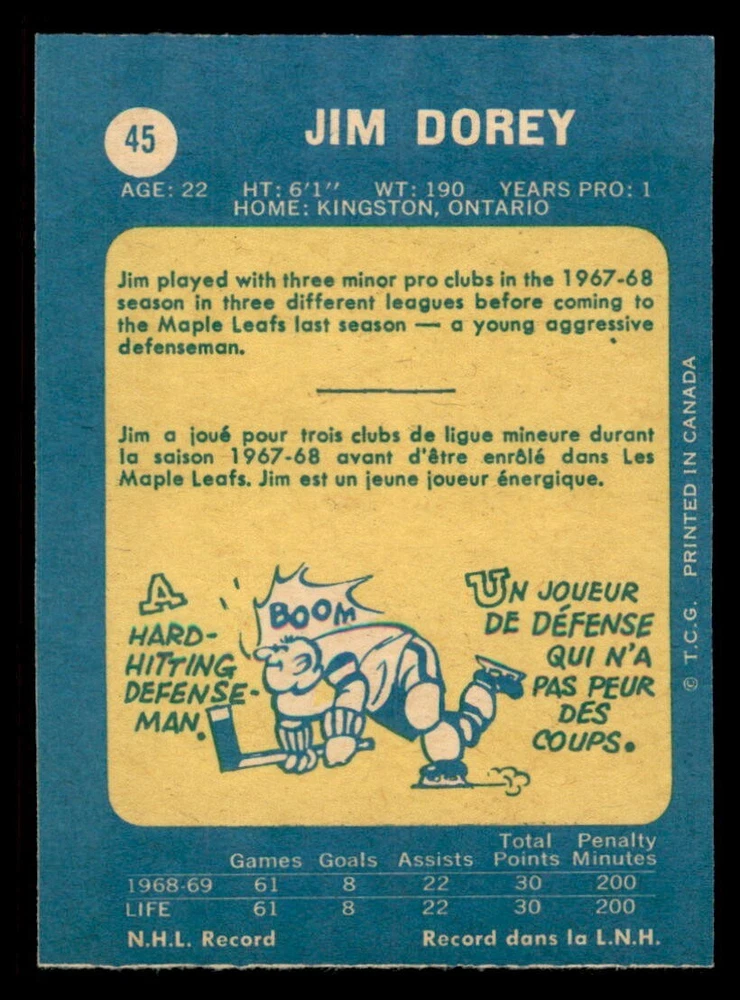 45
JIM DOREY
AGE: 22 HT: 6'1'' WT: 190 YEARS PRO: 1
HOME: KINGSTON, ONTARIO
Jim played with three minor pro clubs in the 1967-68
season in three different leagues before coming to
the Maple Leafs last season — a young aggressive
defenseman.
Jim a joué pour trois clubs de ligue mineure durant
la saison 1967-68 avant d'être enrôlé dans Les
Maple Leafs. Jim est un jeune joueur énergique.
A
HARD-
HITTING
DEFENSE-
MAN.
BOOM
UN JOUEUR
DE DÉFENSE
QUI N'A
PAS PEUR
DES
COUPS.
© T.C.G. PRINTED IN CANADA
Total Penalty
Games Goals Assists Points Minutes
1968-69 61 8 22 30 200
LIFE 61 8 22 30 200
N.H.L. Record Record dans la L.N.H.